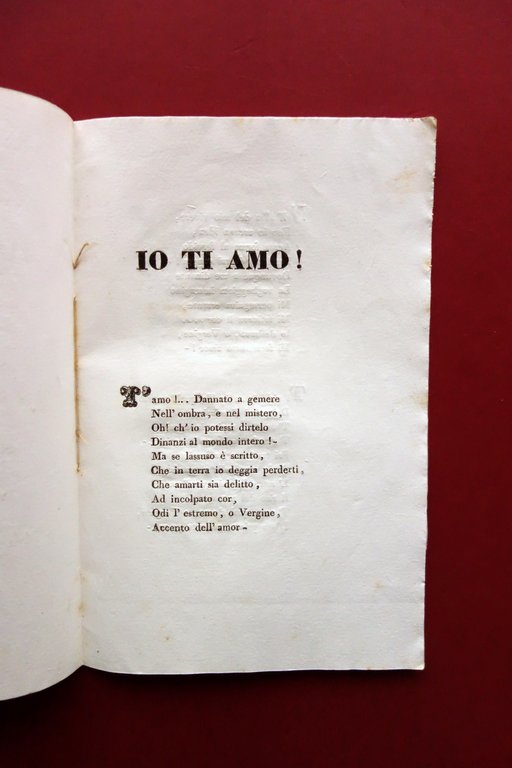 IO TI AMO !
T' amo !... Dannato a gemere
Nell' ombra, e nel mistero,
Oh! ch' io potessi dirtelo
Dinanzi al mondo intero !-
Ma se lassuso è scritto,
Che in terra io deggia perderti,
Che amarti sia delitto,
Ad incolpato cor,
Odi l' estremo, o Vergine,
Accento dell' amor-